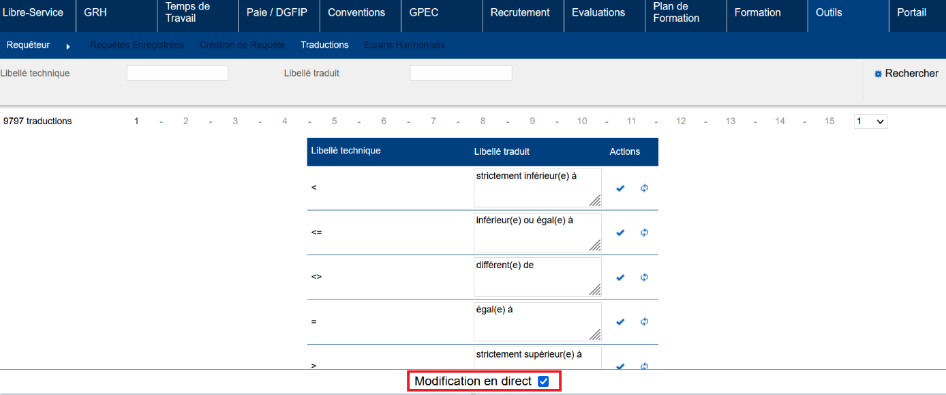 Libre-Service GRH Temps de Travail Paie / DGFIP Conventions GPEC Recrutement Evaluations Plan de Formation Formation Outils Portail
Requêteur Requêtes Enregistrées Création de Requête Traductions Ecrans Harmonisés
Libellé technique Libellé traduit Rechercher
9797 traductions 1 - 2 - 3 - 4 - 5 - 6 - 7 - 8 - 9 - 10 - 11 - 12 - 13 - 14 - 15 1
Libellé technique Libellé traduit Actions
< strictement inférieur(e) à
<= inférieur(e) ou égal(e) à
<> différent(e) de
= égal(e) à
> strictement supérieur(e) à
Modification en direct